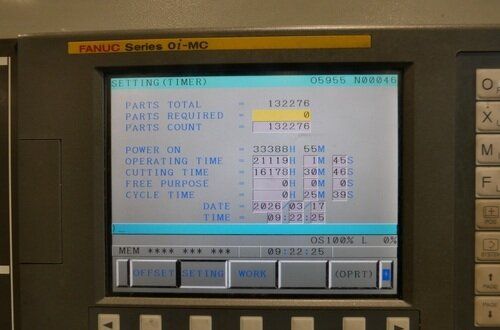 FANUC Series 0i-MC
SETTING(TIMER) O5955 N00046
PARTS TOTAL = 132276
PARTS REQUIRED = 0
PARTS COUNT = 132276
POWER ON = 33388H 55M
OPERATING TIME = 21119H 1M 45S
CUTTING TIME = 16178H 30M 46S
FREE PURPOSE = 0H 0M 0S
CYCLE TIME = 0H 25M 39S
DATE = 2026/03/17
TIME = 09:22:25
)_
OS100% L 0%
MEM **** *** *** 09:22:25
OFFSET SETING WORK (OPRT) +
O
X
M
POS
PAGE
PAGE